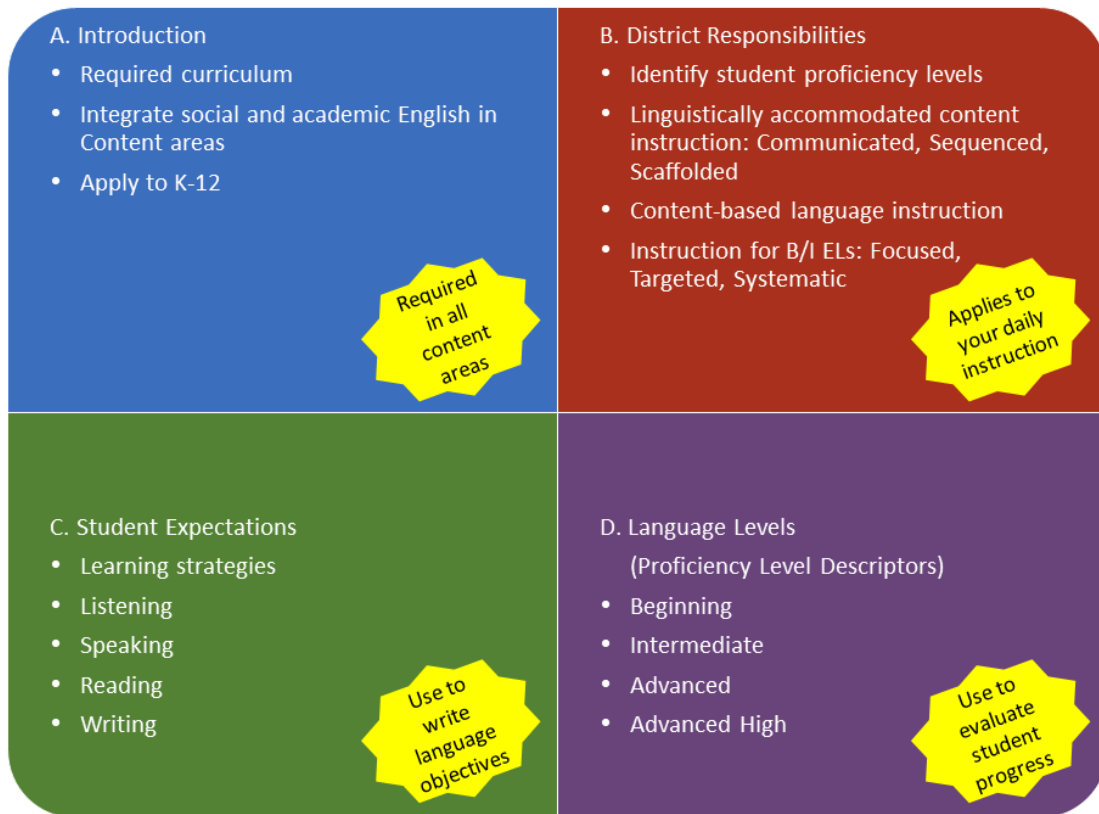 A. Introduction
• Required curriculum
• Integrate social and academic English in
Content areas
• Apply to K-12
Required
in all
content
areas
B. District Responsibilities
• Identify student proficiency levels
• Linguistically accommodated content
instruction: Communicated, Sequenced,
Scaffolded
• Content-based language instruction
• Instruction for B/I ELs: Focused,
Targeted, Systematic
Applies to
your daily
instruction
C. Student Expectations
• Learning strategies
• Listening
• Speaking
• Reading
• Writing
Use to
write
language
objectives
D. Language Levels
(Proficiency Level Descriptors)
• Beginning
• Intermediate
• Advanced
• Advanced High
Use to
evaluate
student
progress